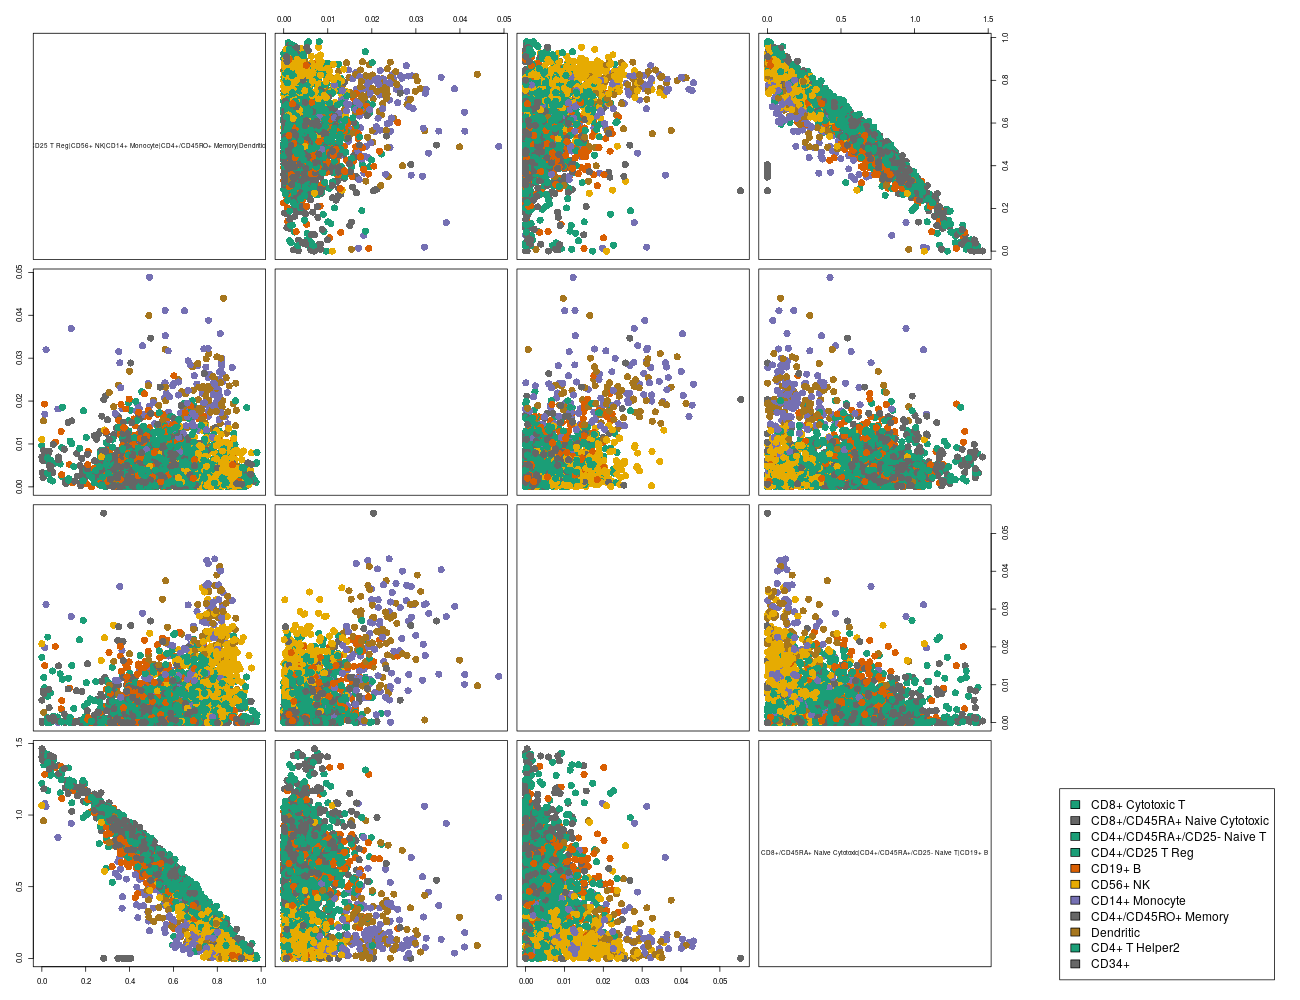 0.00 0.01 0.02 0.03 0.04 0.05
0.0 0.5 1.0 1.5
D25 T Reg|CD56+ NK|CD14+ Monocyte|CD4+/CD45RO+ Memory|Dendritic
0.0 0.2 0.4 0.6 0.8 1.0
0.00 0.01 0.02 0.03 0.04 0.05
0.00 0.01 0.02 0.03 0.04 0.05
0.0 0.5 1.0 1.5
CD8+/CD45RA+ Naive Cytotoxic|CD4+/CD45RA+/CD25- Naive T|CD19+ B
0.0 0.2 0.4 0.6 0.8 1.0
0.00 0.01 0.02 0.03 0.04 0.05
CD8+ Cytotoxic T
CD8+/CD45RA+ Naive Cytotoxic
CD4+/CD45RA+/CD25- Naive T
CD4+/CD25 T Reg
CD19+ B
CD56+ NK
CD14+ Monocyte
CD4+/CD45RO+ Memory
Dendritic
CD4+ T Helper2
CD34+